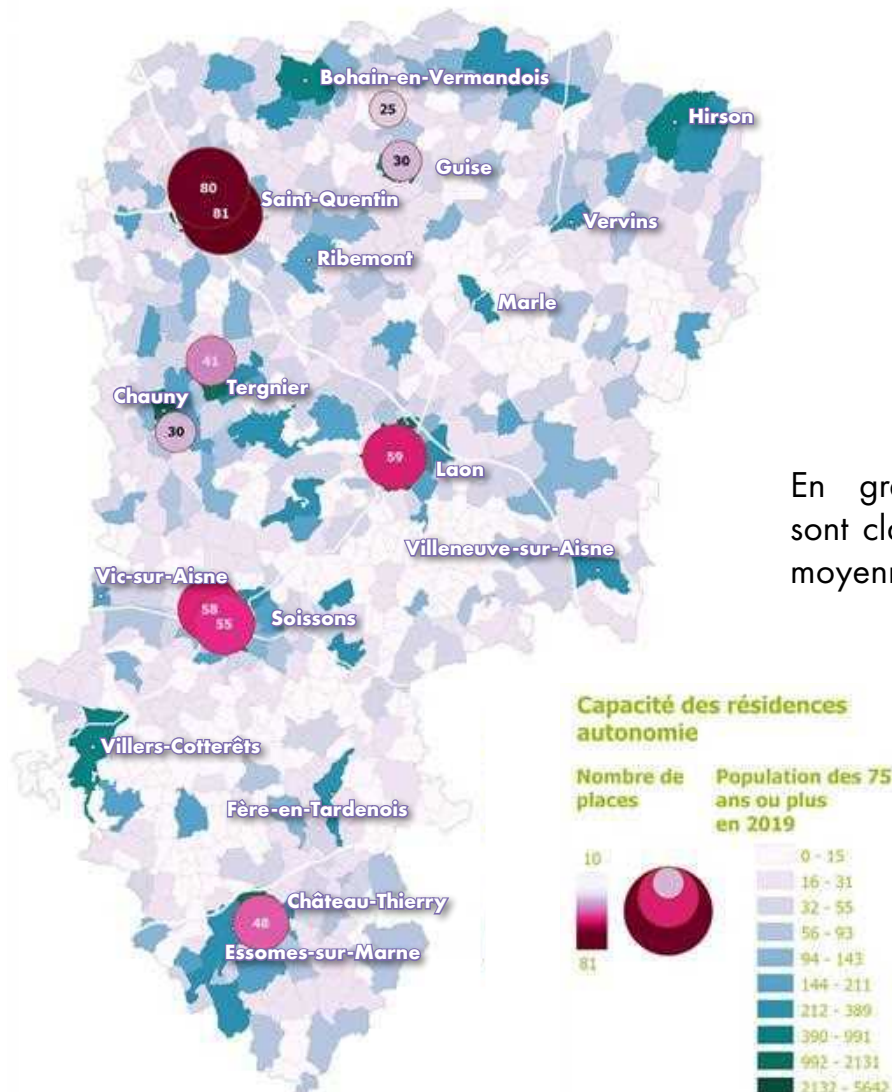 Bohain-en-Vermandois
25
Hirson
30
Guise
80
Saint-Quentin
81
Vervins
Ribemont
Marle
41
Tergnier
Chauny
30
59
Laon
En
sont
moyenn
Villeneuve-sur-Aisne
Vic-sur-Aisne
58
55
Soissons
Villers-Cotterêts
Fère-en-Tardenois
Château-Thierry
48
Essomes-sur-Marne
Capacité des résidences
autonomie
Nombre de
places
10
81
Population des 75
ans ou plus
en 2019
0 - 15
16 - 31
32 - 55
56 - 93
94 - 143
144 - 211
212 - 389
390 - 991
992 - 2131
2132 - 5642